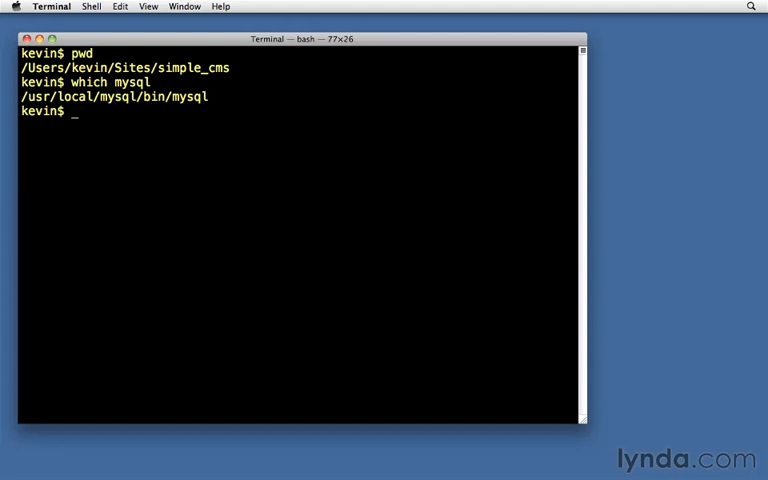 Terminal Shell Edit View Window Help
Terminal — bash — 77×26
kevin$ pwd
/Users/kevin/Sites/simple_cms
kevin$ which mysql
/usr/local/mysql/bin/mysql
kevin$ _
lynda.com